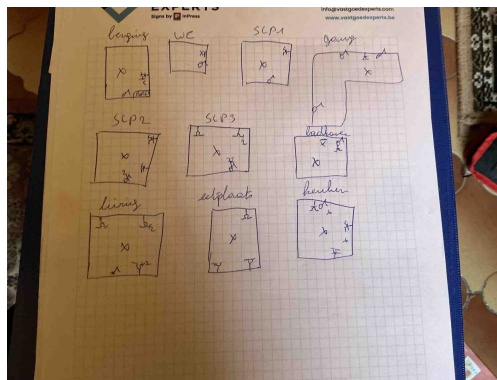 EXPERTS
Signs by InPress
info@vastgoedexperts.com
www.vastgoedexperts.be
berging WC SLP1 gang
SLP2 SLP3 badkamer
living eetplaats keuken